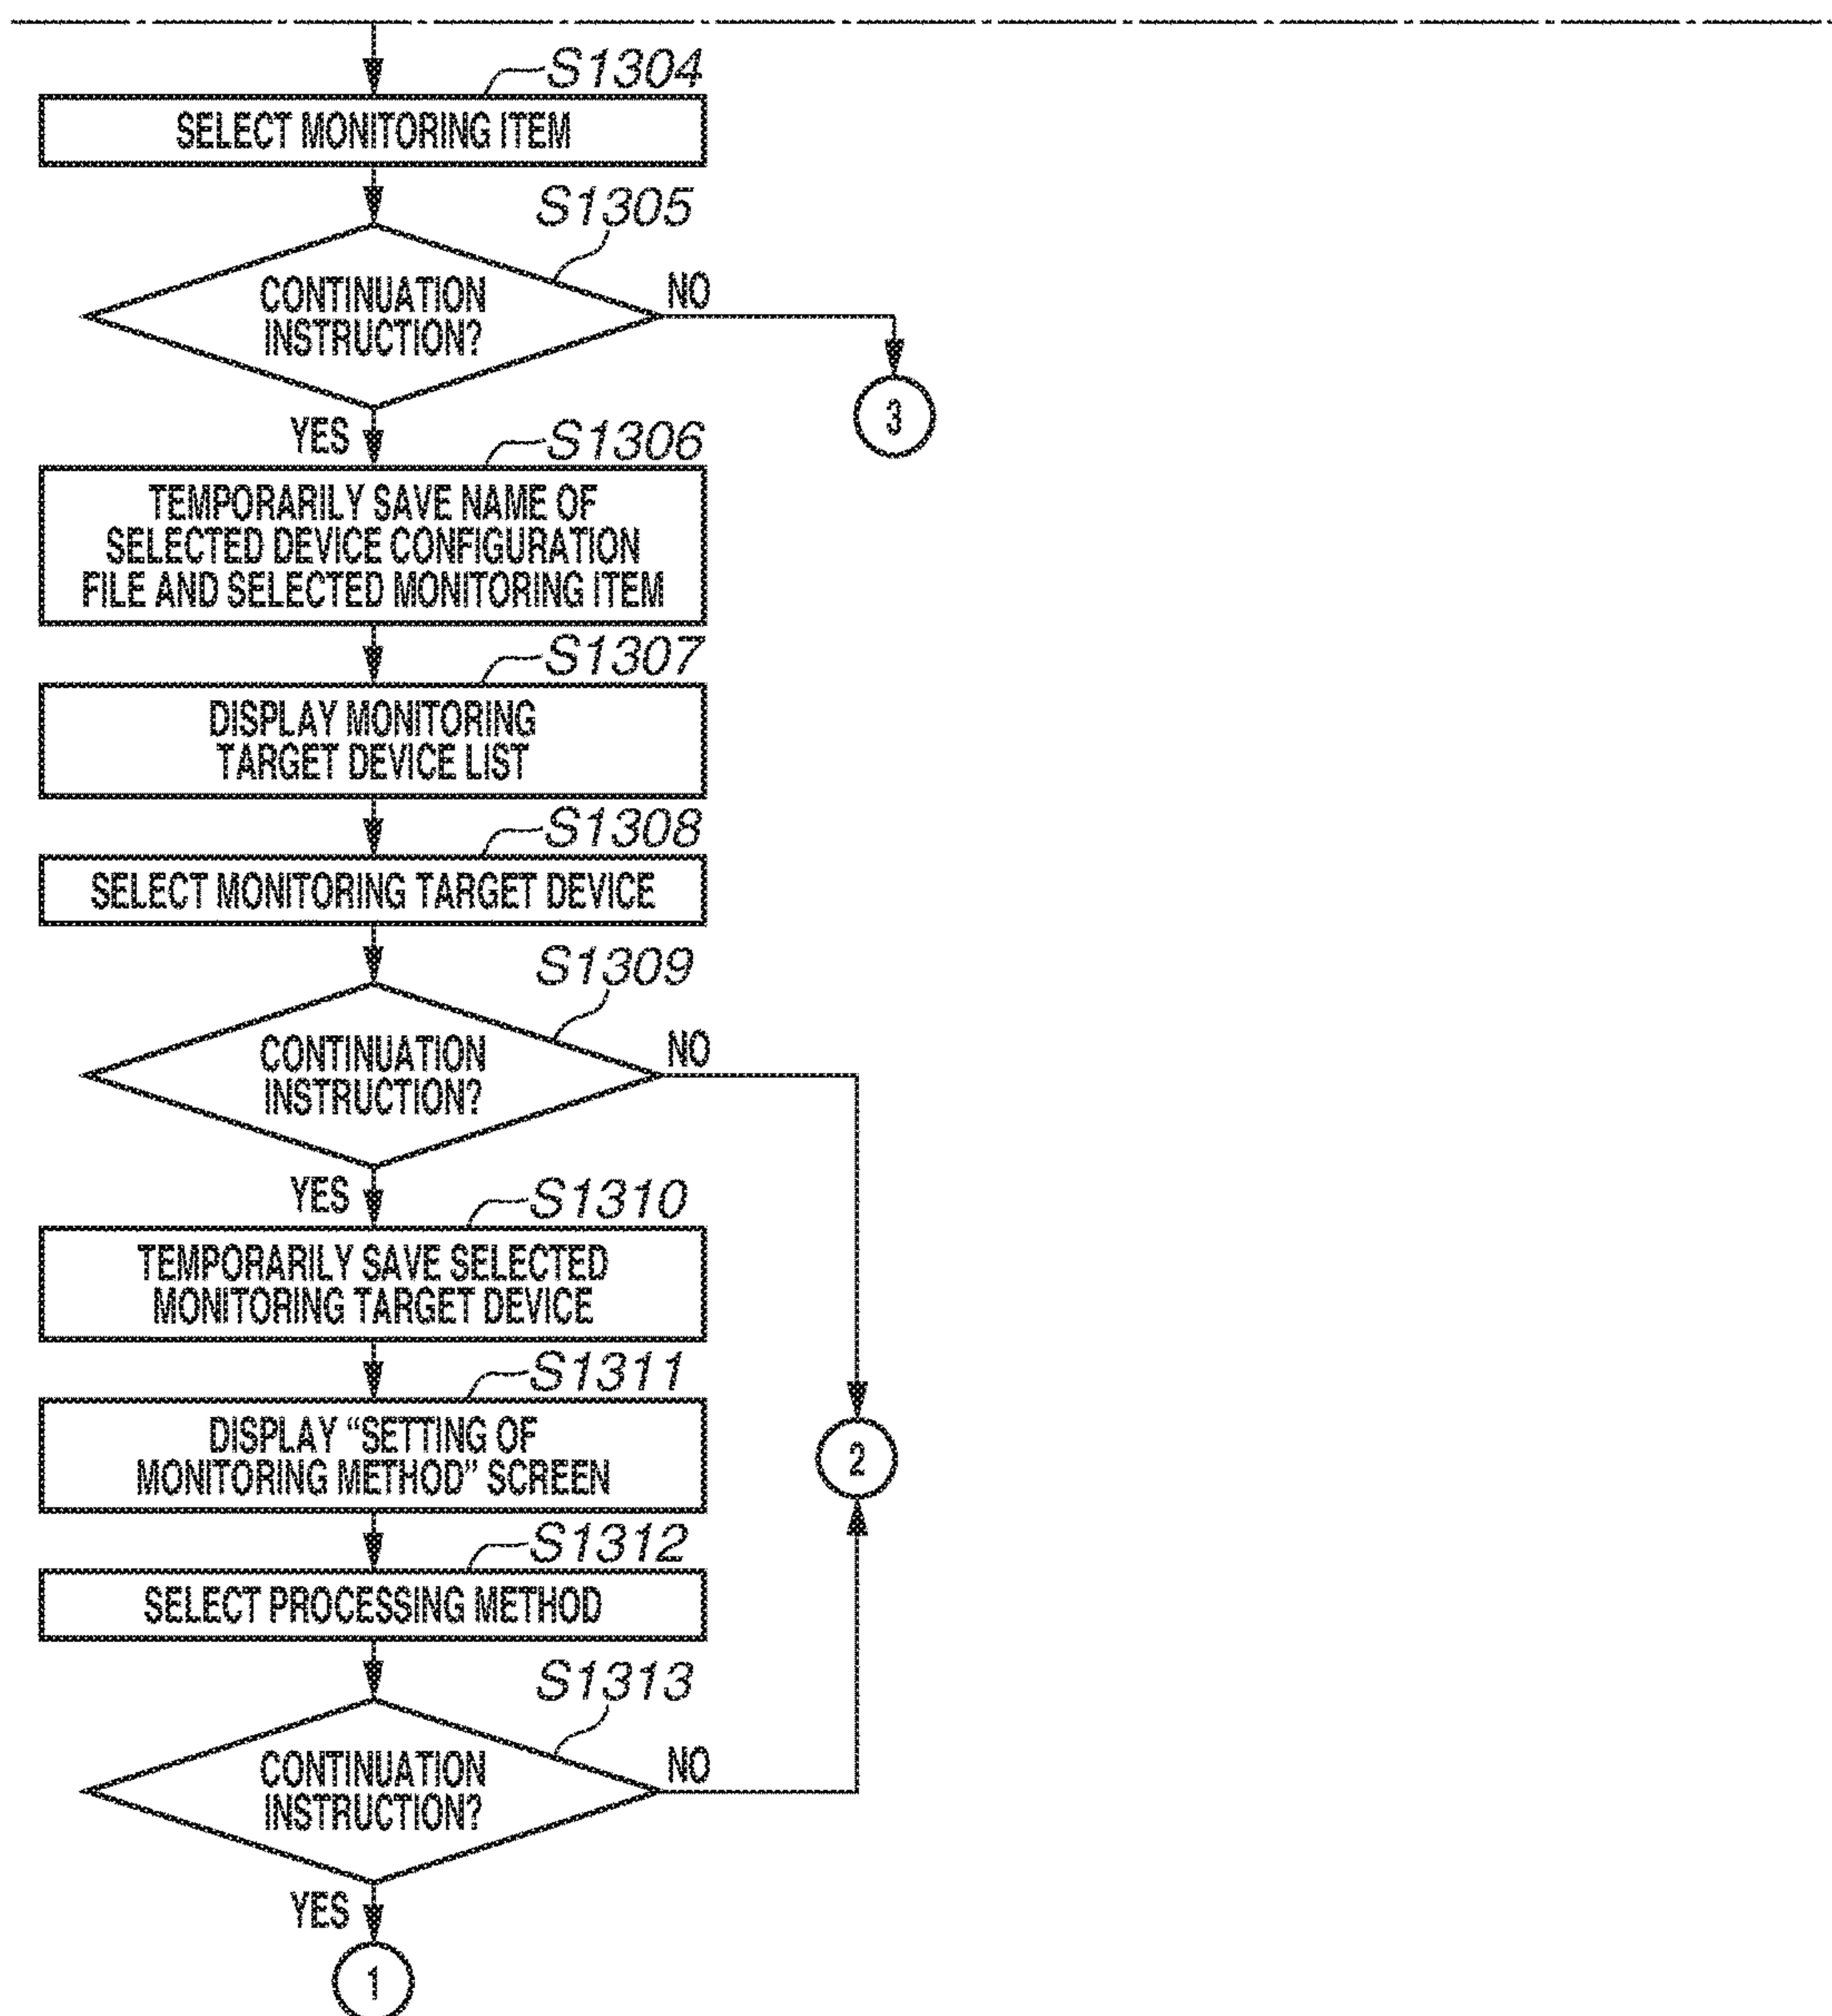 S1304
SELECT MONITORING ITEM
S1305
CONTINUATION
INSTRUCTION?
NO
3
YES
S1306
TEMPORARILY SAVE NAME OF
SELECTED DEVICE CONFIGURATION
FILE AND SELECTED MONITORING ITEM
S1307
DISPLAY MONITORING
TARGET DEVICE LIST
S1308
SELECT MONITORING TARGET DEVICE
S1309
CONTINUATION
INSTRUCTION?
NO
YES
S1310
TEMPORARILY SAVE SELECTED
MONITORING TARGET DEVICE
S1311
DISPLAY “SETTING OF
MONITORING METHOD” SCREEN
2
S1312
SELECT PROCESSING METHOD
S1313
CONTINUATION
INSTRUCTION?
NO
YES
1